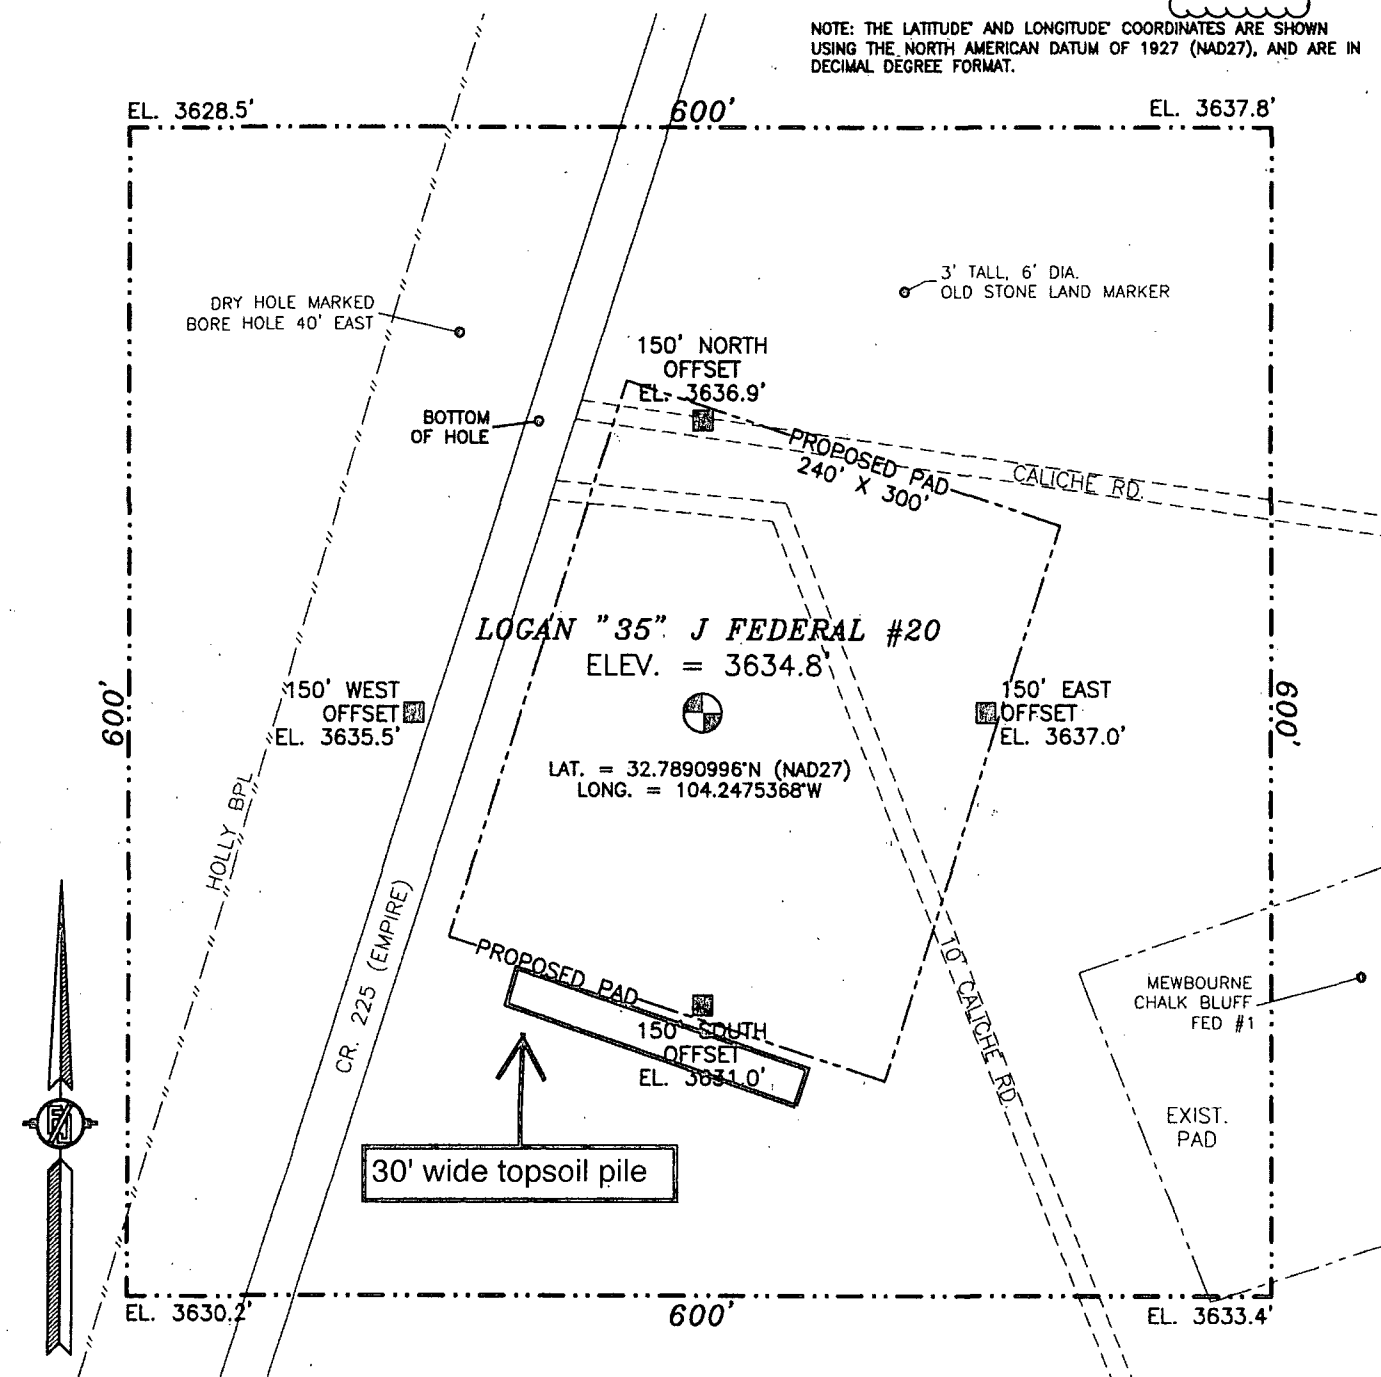 NOTE: THE LATITUDE AND LONGITUDE COORDINATES ARE SHOWN
USING THE NORTH AMERICAN DATUM OF 1927 (NAD27), AND ARE IN
DECIMAL DEGREE FORMAT.
EL. 3628.5'
600'
EL. 3637.8'
3' TALL, 6' DIA.
OLD STONE LAND MARKER
DRY HOLE MARKED
BORE HOLE 40' EAST
150' NORTH
OFFSET
EL. 3636.9'
BOTTOM
OF HOLE
PROPOSED PAD
240' X 300'
CALICHE RD.
LOGAN "35" J FEDERAL #20
ELEV. = 3634.8'
600'
150' WEST
OFFSET
EL. 3635.5'
150' EAST
OFFSET
EL. 3637.0'
600'
LAT. = 32.7890996°N (NAD27)
LONG. = 104.2475368°W
HOLLY BPL
CR. 225 (EMPIRE)
PROPOSED PAD
10' CALICHE RD.
150' SOUTH
OFFSET
EL. 3631.0'
MEWBOURNE
CHALK BLUFF
FED #1
EXIST.
PAD
30' wide topsoil pile
EL. 3630.2'
600'
EL. 3633.4'